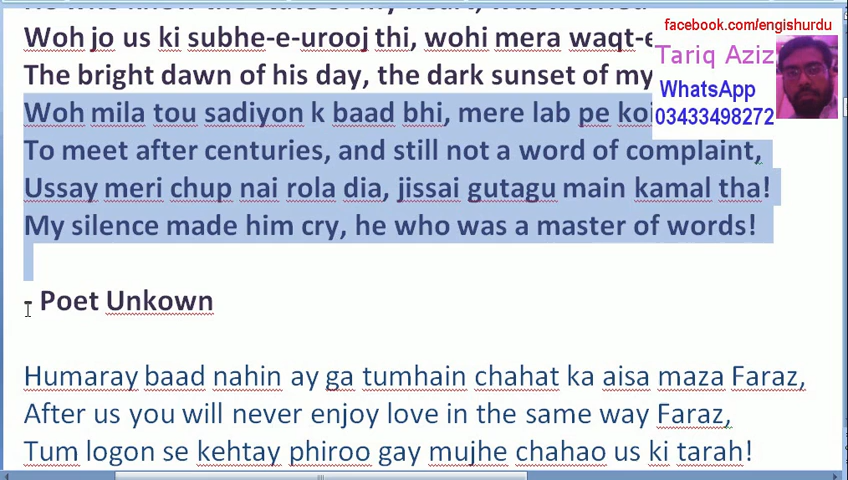 facebook.com/engishurdu
Tariq Aziz
WhatsApp
03433498272
Woh jo us ki subhe-e-urooj thi, wohi mera waqt-e
The bright dawn of his day, the dark sunset of my
Woh mila tou sadiyon k baad bhi, mere lab pe koi
To meet after centuries, and still not a word of complaint,
Ussay meri chup nai rola dia, jissai gutagu main kamal tha!
My silence made him cry, he who was a master of words!
- Poet Unkown
Humaray baad nahin ay ga tumhain chahat ka aisa maza Faraz,
After us you will never enjoy love in the same way Faraz,
Tum logon se kehtay phiroo gay mujhe chahao us ki tarah!